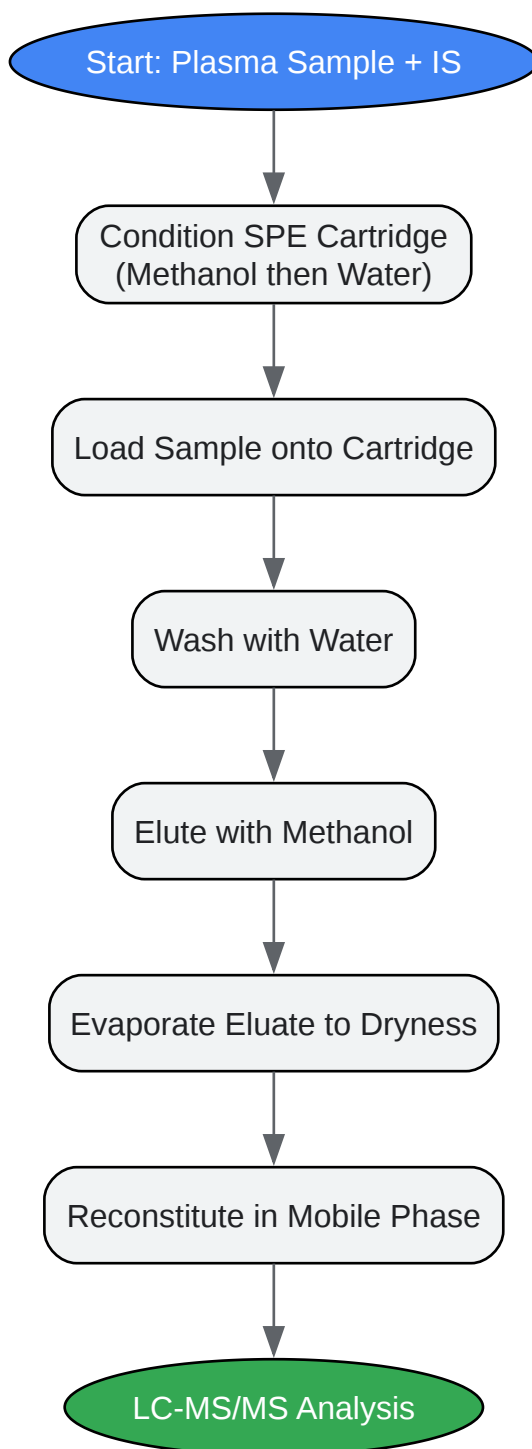 Start: Plasma Sample + IS
Condition SPE Cartridge
(Methanol then Water)
Load Sample onto Cartridge
Wash with Water
Elute with Methanol
Evaporate Eluate to Dryness
Reconstitute in Mobile Phase
LC-MS/MS Analysis